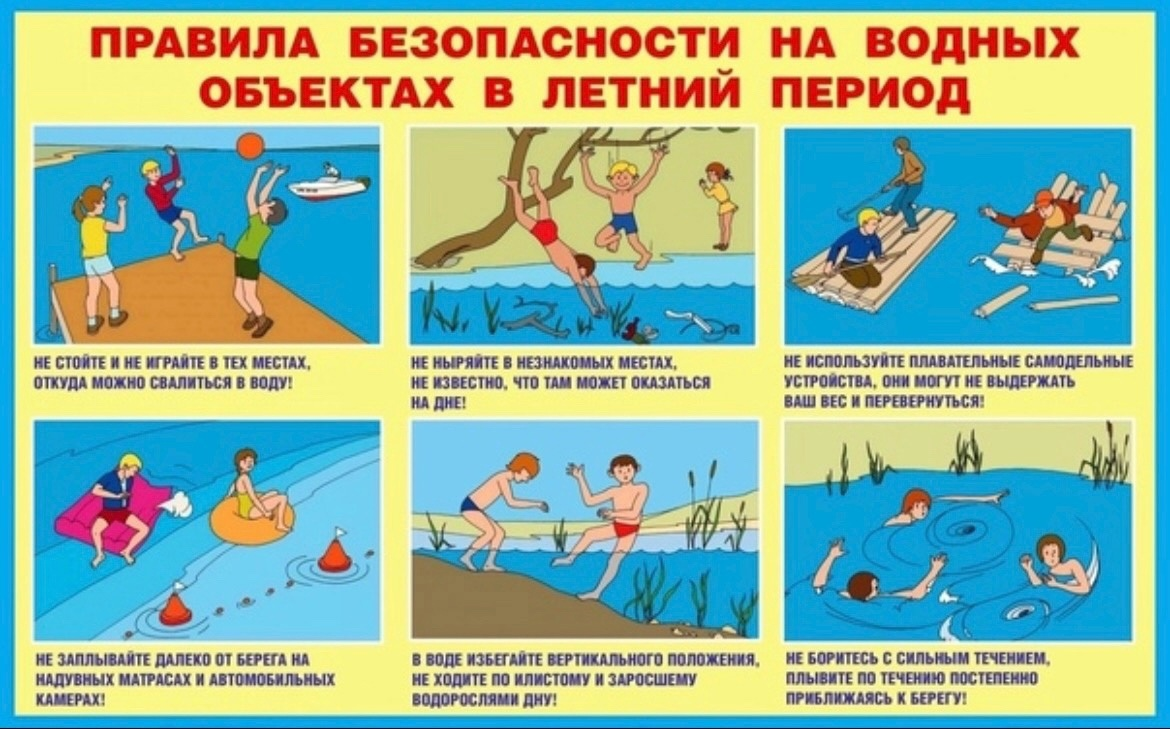 ПРАВИЛА БЕЗОПАСНОСТИ НА ВОДНЫХ
ОБЪЕКТАХ В ЛЕТНИЙ ПЕРИОД
НЕ СТОЙТЕ И НЕ ИГРАЙТЕ В ТЕХ МЕСТАХ,
ОТКУДА МОЖНО СВАЛИТЬСЯ В ВОДУ!
НЕ НЫРЯЙТЕ В НЕЗНАКОМЫХ МЕСТАХ,
НЕ ИЗВЕСТНО, ЧТО ТАМ МОЖЕТ ОКАЗАТЬСЯ
НА ДНЕ!
НЕ ИСПОЛЬЗУЙТЕ ПЛАВАТЕЛЬНЫЕ САМОДЕЛЬНЫЕ
УСТРОЙСТВА, ОНИ МОГУТ НЕ ВЫДЕРЖАТЬ
ВАШ ВЕС И ПЕРЕВЕРНУТЬСЯ!
НЕ ЗАПЛЫВАЙТЕ ДАЛЕКО ОТ БЕРЕГА НА
НАДУВНЫХ МАТРАСАХ И АВТОМОБИЛЬНЫХ
КАМЕРАХ!
В ВОДЕ ИЗБЕГАЙТЕ ВЕРТИКАЛЬНОГО ПОЛОЖЕНИЯ,
НЕ ХОДИТЕ ПО ИЛИСТОМУ И ЗАРОСШЕМУ
ВОДОРОСЛЯМИ ДНУ!
НЕ БОРИТЕСЬ С СИЛЬНЫМ ТЕЧЕНИЕМ,
ПЛЫВИТЕ ПО ТЕЧЕНИЮ ПОСТЕПЕННО
ПРИБЛИЖАЯСЬ К БЕРЕГУ!